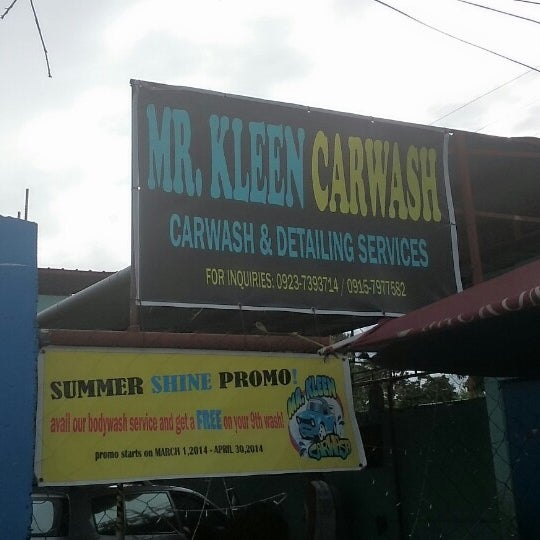 MR. KLEEN CARWASH
CARWASH & DETAILING SERVICES
FOR INQUIRIES: 0923-7393714 / 0915-7977582
SUMMER SHINE PROMO!
avail our bodywash service and get a FREE on your 9th wash!
promo starts on MARCH 1,2014 - APRIL 30,2014
MR. KLEEN
CARWASH